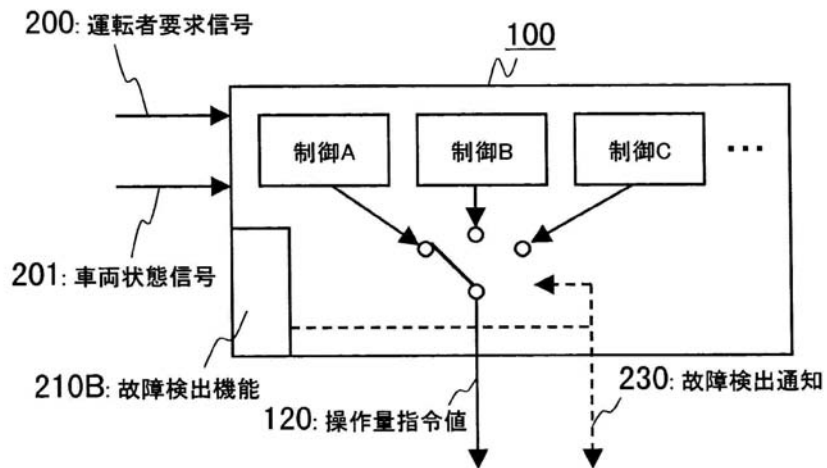 200: 運転者要求信号
100
制御A
制御B
制御C
･･･
201: 車両状態信号
210B: 故障検出機能
120: 操作量指令値
230: 故障検出通知